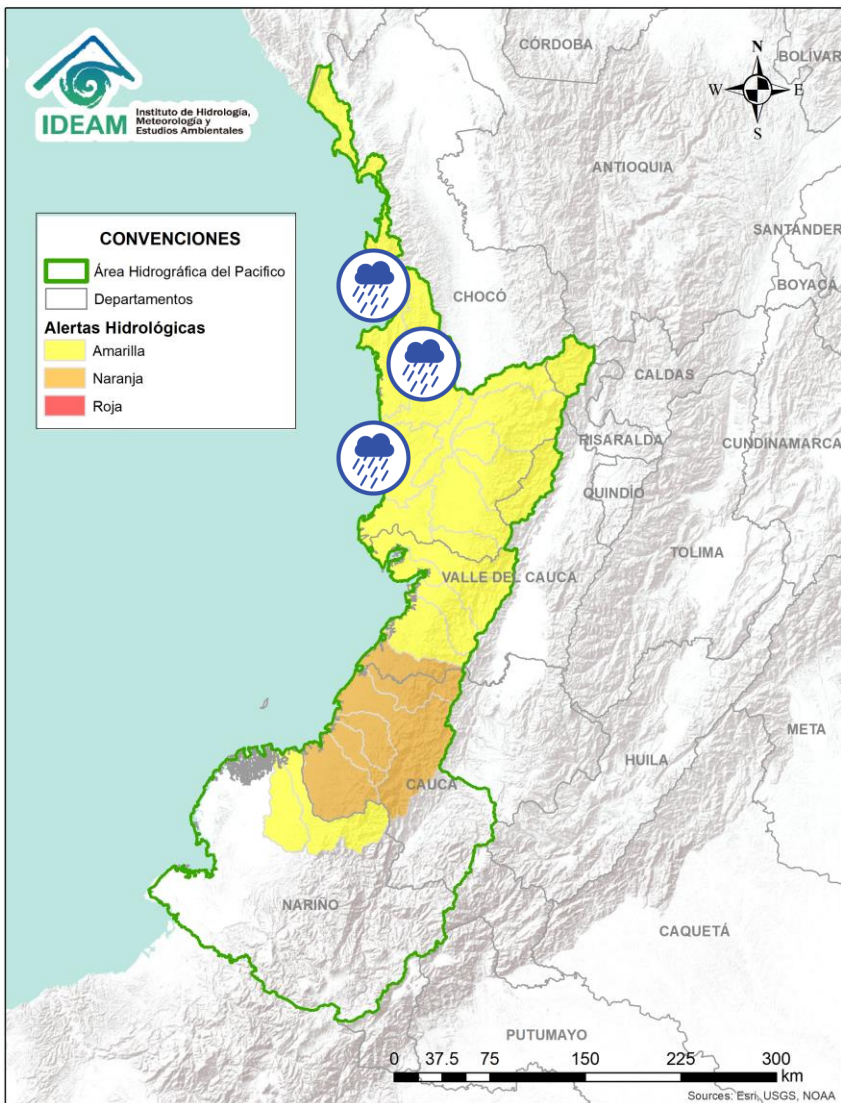 IDEAM
Instituto de Hidrología,
Meteorología y
Estudios Ambientales
CÓRDOBA
BOLÍVAR
N
W
E
S
ANTIOQUIA
SANTANDER
BOYACÁ
CONVENCIONES
Área Hidrográfica del Pacifico
Departamentos
Alertas Hidrológicas
Amarilla
Naranja
Roja
CHOCÓ
CALDAS
RISARALDA
CUNDINAMARCA
QUINDÍO
TOLIMA
VALLE DEL CAUCA
META
HUILA
CAUCA
NARIÑO
CAQUETÁ
PUTUMAYO
0 37.5 75 150 225 300
km
Sources: Esri, USGS, NOAA